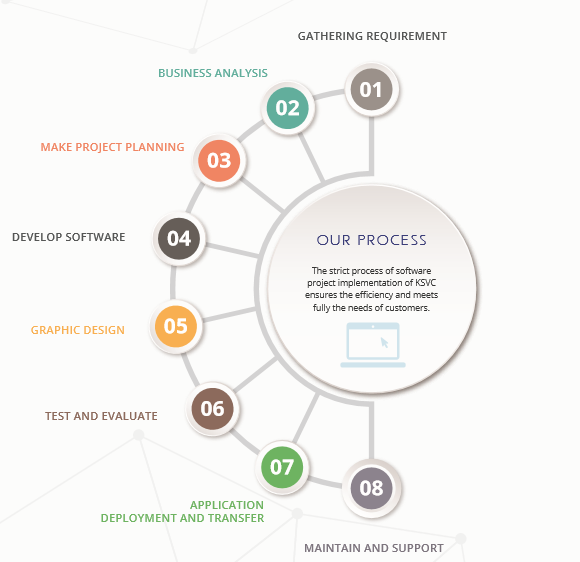 GATHERING REQUIREMENT
01
BUSINESS ANALYSIS
02
MAKE PROJECT PLANNING
03
DEVELOP SOFTWARE
04
OUR PROCESS
The strict process of software
project implementation of KSVC
ensures the efficiency and meets
fully the needs of customers.
GRAPHIC DESIGN
05
TEST AND EVALUATE
06
07
APPLICATION
DEPLOYMENT AND TRANSFER
08
MAINTAIN AND SUPPORT